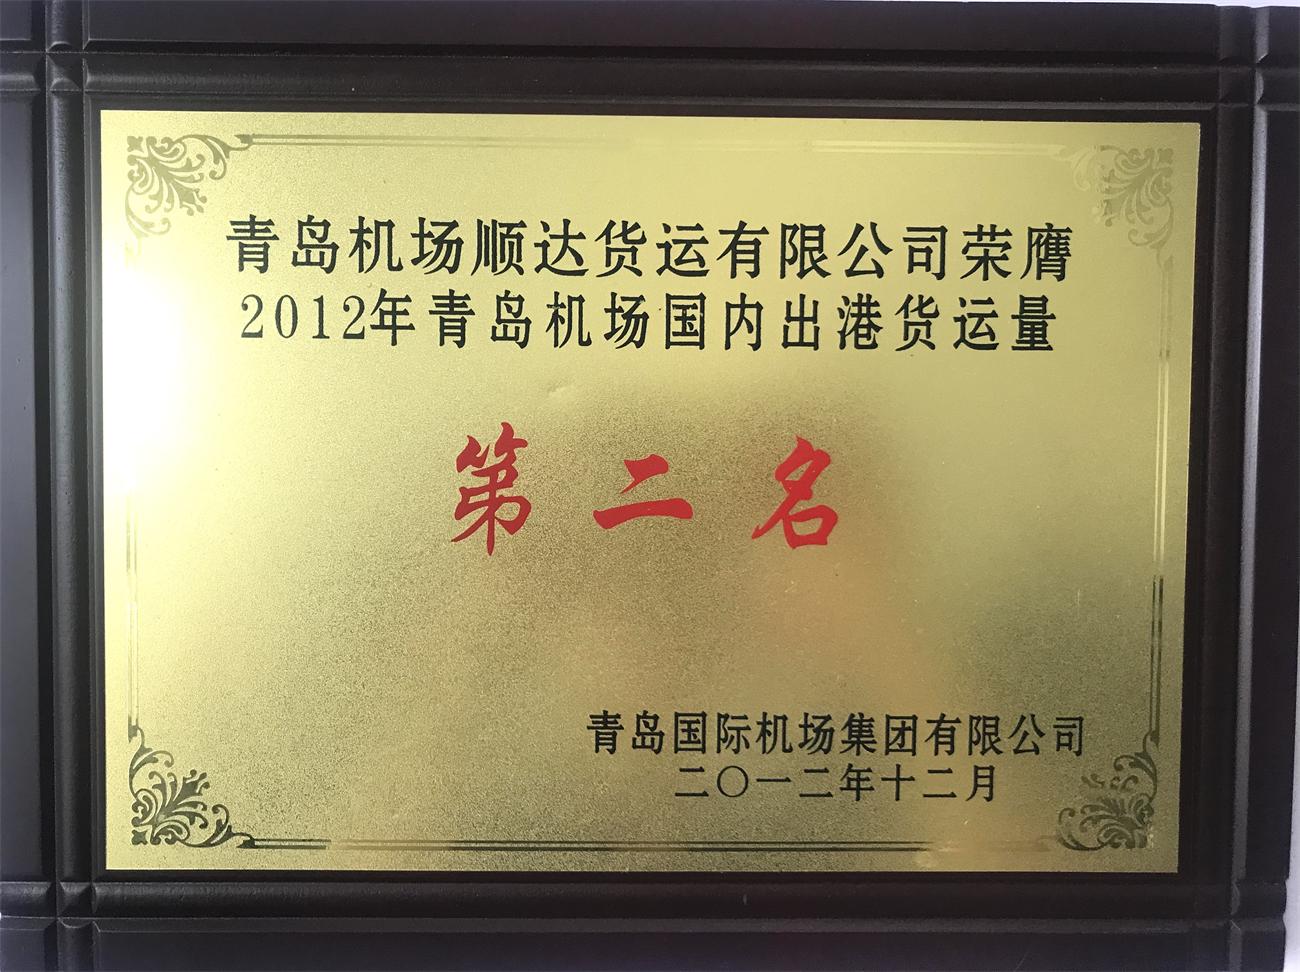 青岛机场顺达货运有限公司荣膺
2012年青岛机场国内出港货运量
第二名
青岛国际机场集团有限公司
二〇一二年十二月